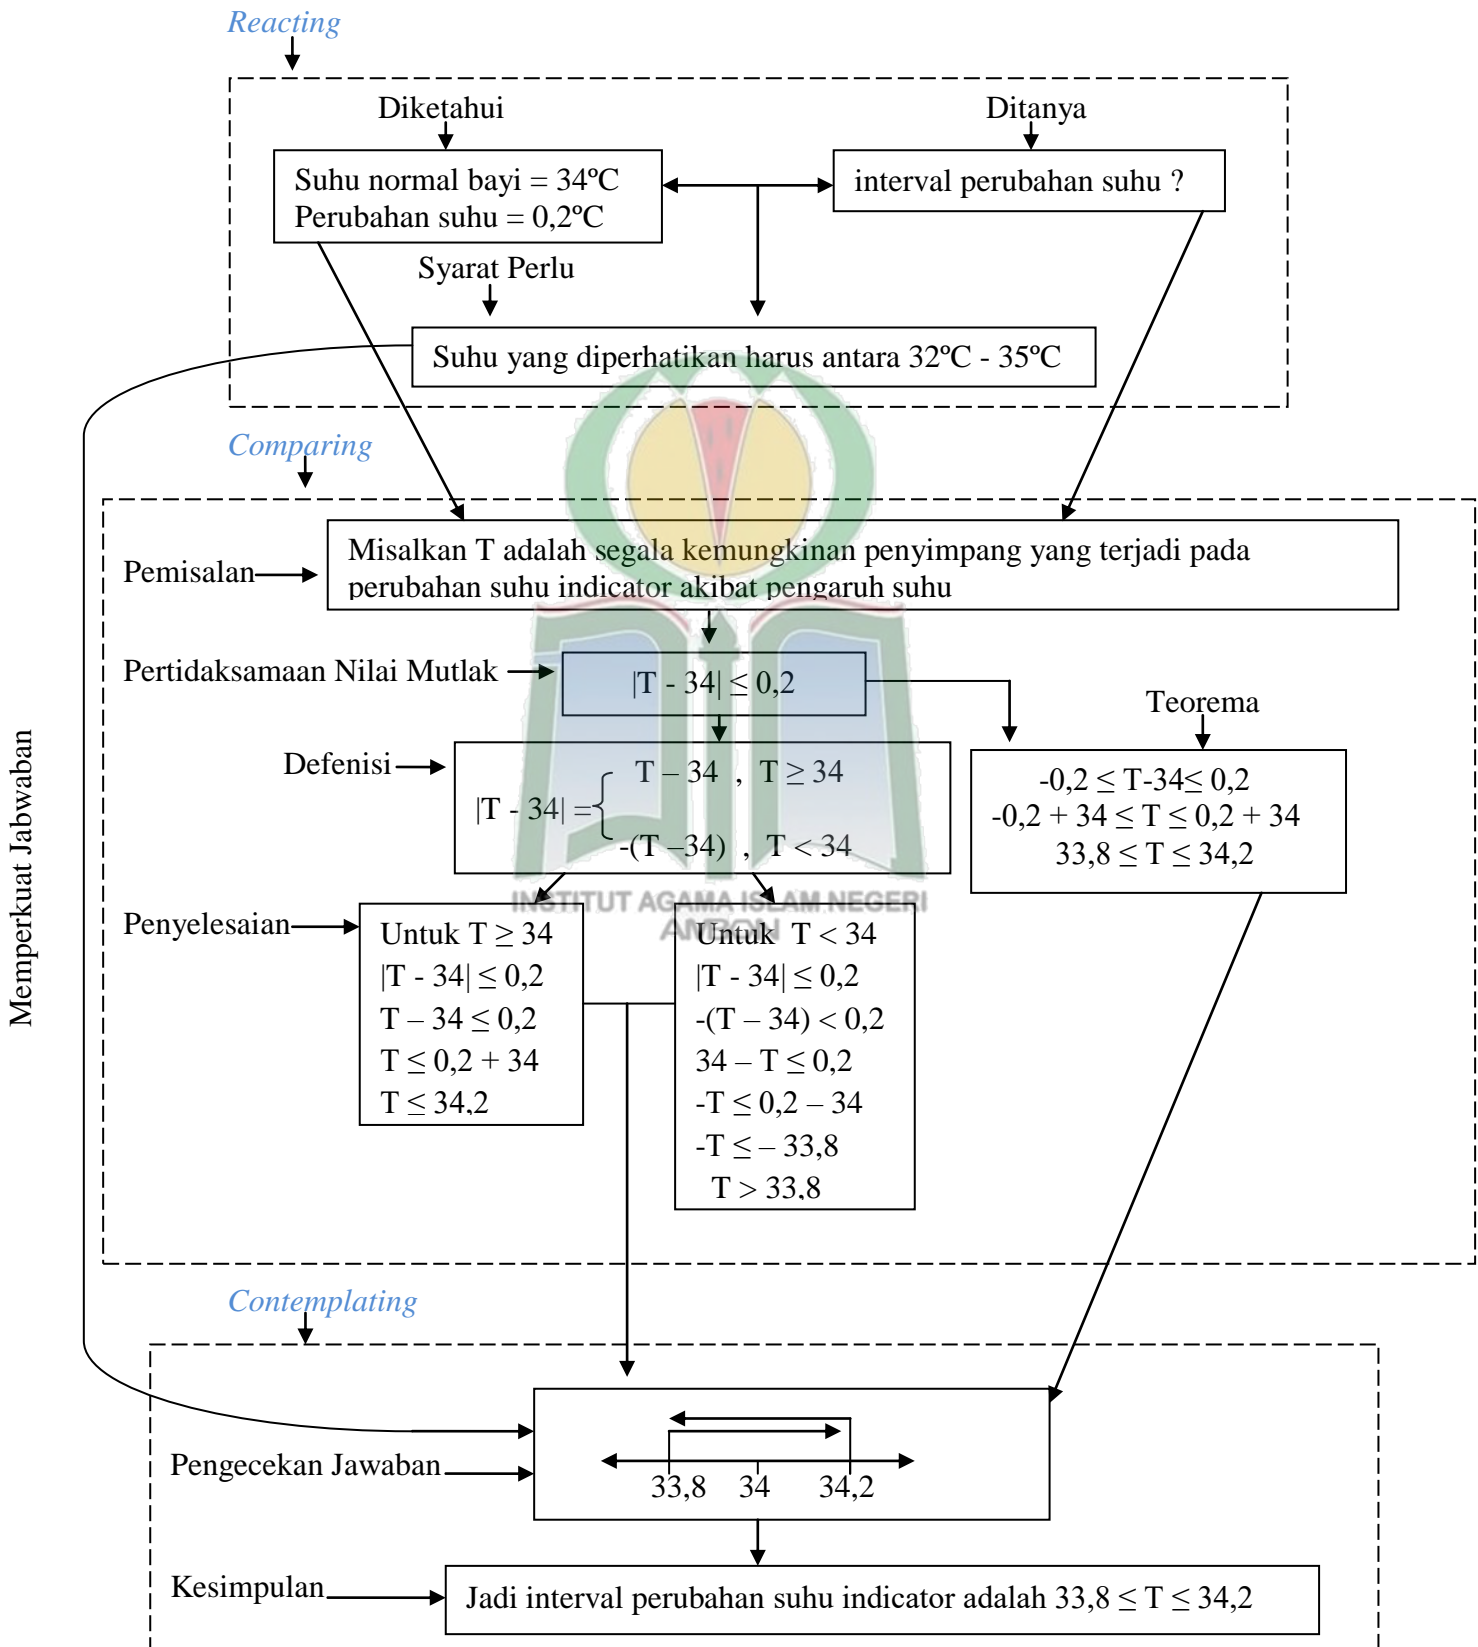 Reacting
Diketahui
Ditanya
Suhu normal bayi = 34ºC
Perubahan suhu = 0,2ºC
interval perubahan suhu ?
Syarat Perlu
Suhu yang diperhatikan harus antara 32ºC - 35ºC
Comparing
Pemisalan
Misalkan T adalah segala kemungkinan penyimpang yang terjadi pada
perubahan suhu indicator akibat pengaruh suhu
Pertidaksamaan Nilai Mutlak
|T - 34| ≤ 0,2
Teorema
Defenisi
T – 34 , T ≥ 34
|T - 34| =
-(T –34) , T < 34
-0,2 ≤ T-34≤ 0,2
-0,2 + 34 ≤ T ≤ 0,2 + 34
33,8 ≤ T ≤ 34,2
INSTITUT AGAMA ISLAM NEGERI
AMBON
Penyelesaian
Untuk T ≥ 34
|T - 34| ≤ 0,2
T – 34 ≤ 0,2
T ≤ 0,2 + 34
T ≤ 34,2
Untuk T < 34
|T - 34| ≤ 0,2
-(T – 34) < 0,2
34 – T ≤ 0,2
-T ≤ 0,2 – 34
-T ≤ – 33,8
T > 33,8
Memperkuat Jabwaban
Contemplating
Pengecekan Jawaban
33,8 34 34,2
Kesimpulan
Jadi interval perubahan suhu indicator adalah 33,8 ≤ T ≤ 34,2